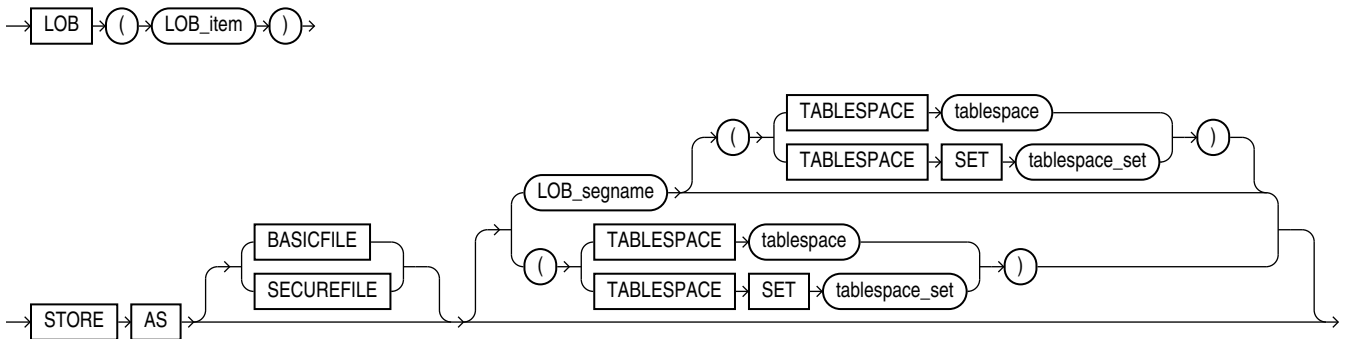 LOB ( LOB_item )
TABLESPACE tablespace
( TABLESPACE SET tablespace_set )
LOB_segname
BASICFILE TABLESPACE tablespace
SECUREFILE ( TABLESPACE SET tablespace_set )
STORE AS